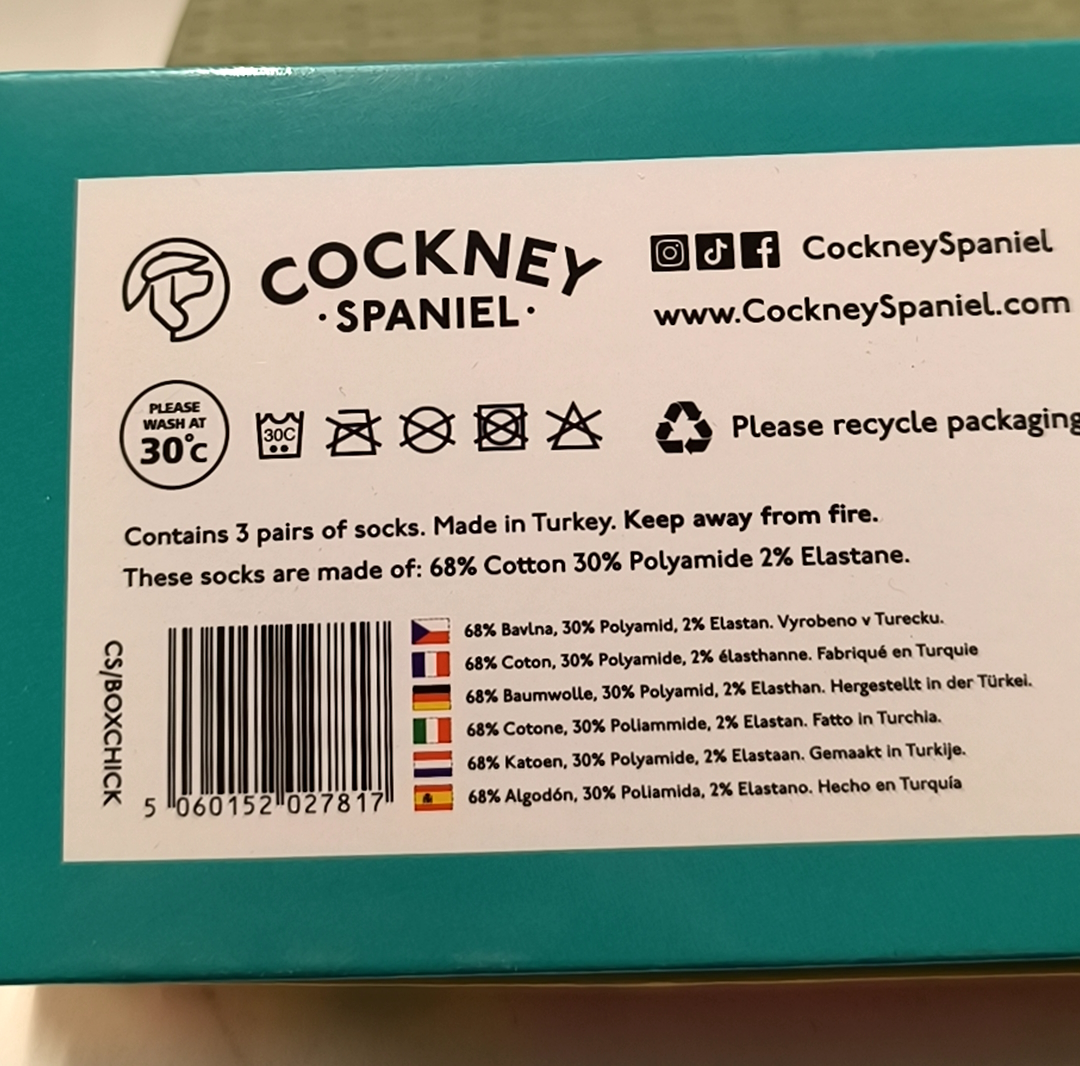 COCKNEY
·SPANIEL·
CockneySpaniel
www.CockneySpaniel.com
PLEASE
WASH AT
30°c
30C
Please recycle packaging
Contains 3 pairs of socks. Made in Turkey. Keep away from fire.
These socks are made of: 68% Cotton 30% Polyamide 2% Elastane.
CS/BOXCHICK
5 060152 027817
68% Bavlna, 30% Polyamid, 2% Elastan. Vyrobeno v Turecku.
68% Coton, 30% Polyamide, 2% élasthanne. Fabriqué en Turquie
68% Baumwolle, 30% Polyamid, 2% Elasthan. Hergestellt in der Türkei.
68% Cotone, 30% Poliammide, 2% Elastan. Fatto in Turchia.
68% Katoen, 30% Polyamide, 2% Elastaan. Gemaakt in Turkije.
68% Algodón, 30% Poliamida, 2% Elastano. Hecho en Turquía